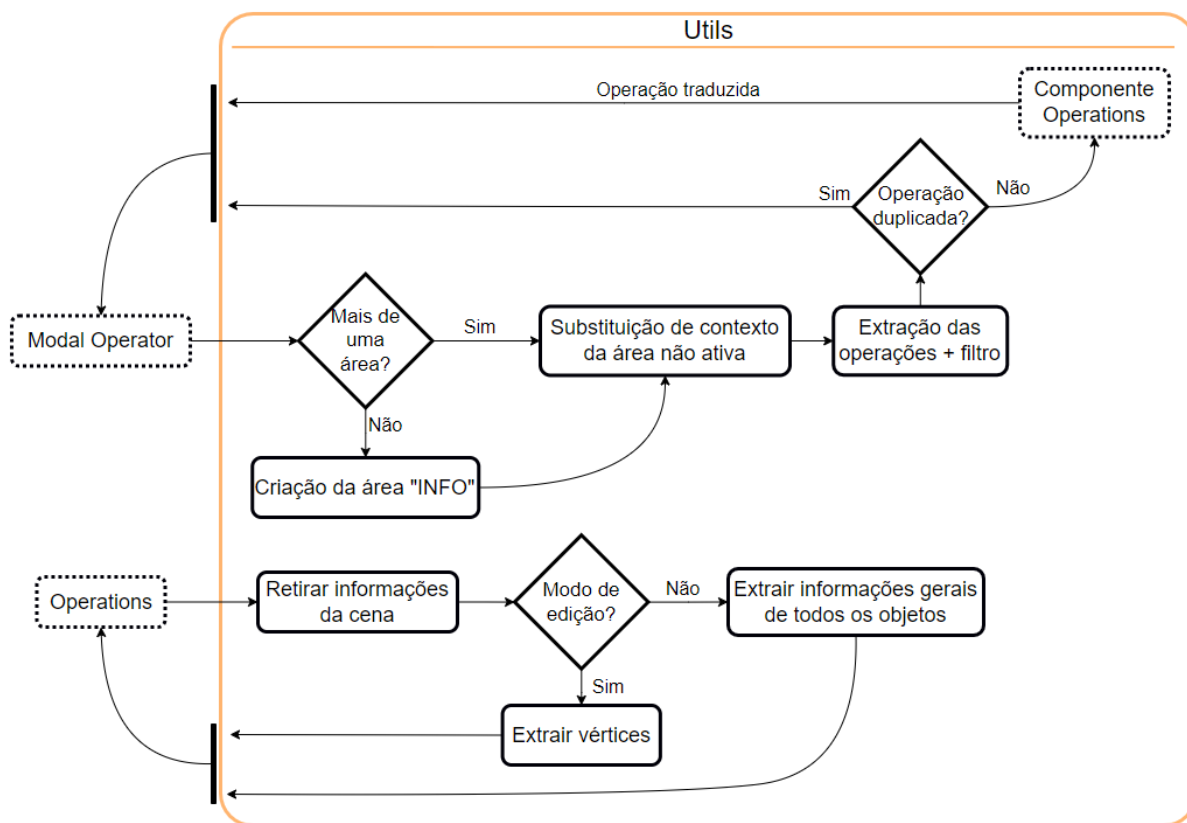 Utils
Operação traduzida
Componente
Operations
Sim
Operação
duplicada?
Não
Modal Operator
Mais de
uma
área?
Sim
Substituição de contexto
da área não ativa
Extração das
operações + filtro
Não
Criação da área "INFO"
Operations
Retirar informações
da cena
Modo de
edição?
Não
Extrair informações gerais
de todos os objetos
Sim
Extrair vértices